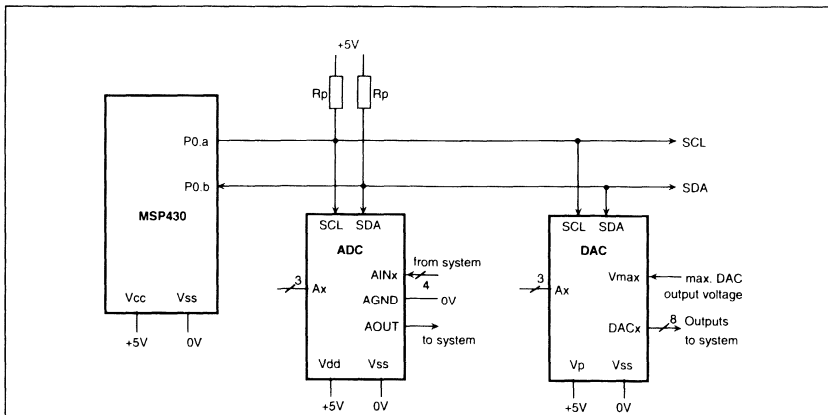 +5V
Rp Rp
P0.a SCL
P0.b SDA
MSP430
SCL SDA SCL SDA
ADC DAC
from system
3 Ax AINx 4 3 Ax Vmax max. DAC
output voltage
AGND 0V
AOUT DACx 8 Outputs
to system to system
Vcc Vss
+5V 0V
Vdd Vss Vp Vss
+5V 0V +5V 0V